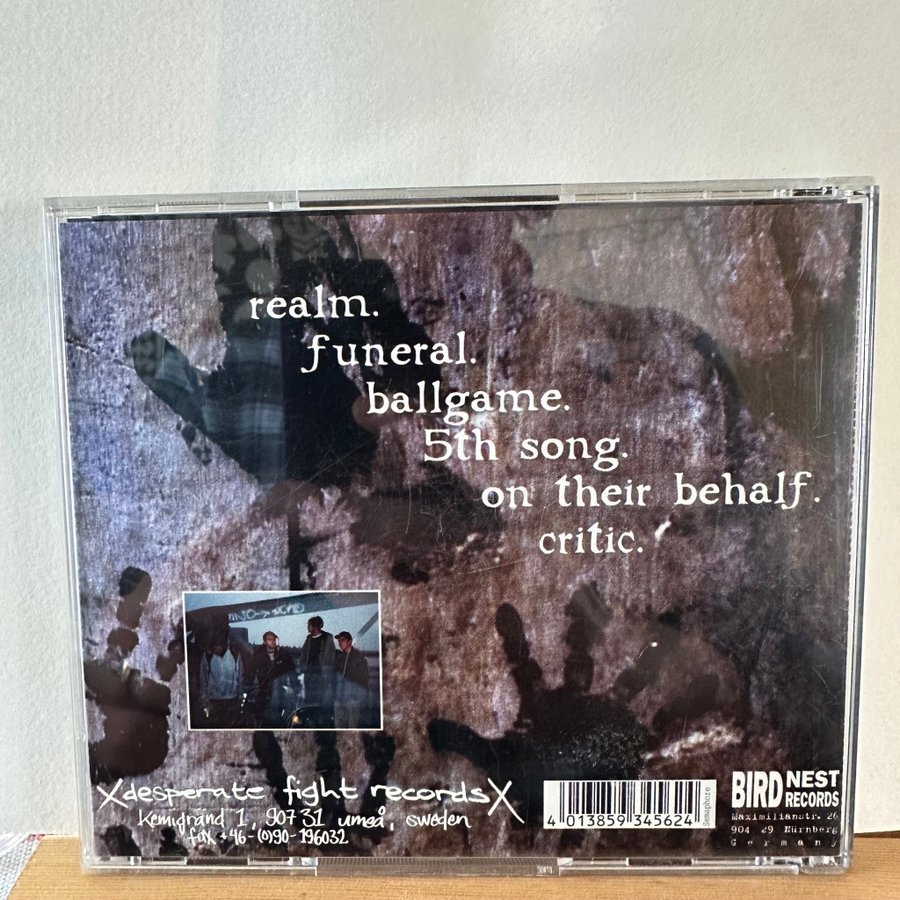 realm.
funeral.
ballgame.
5th song.
on their behalf.
critic.
XdesperAte fight recordsX
Kemigränd 1, 907 31 umeå, sweden
fax +46-(0)90-196032
4 013859 345624
Semaphore
BIRD NEST
RECORDS
Maximilianstr. 26
904 29 Nürnberg
Germany